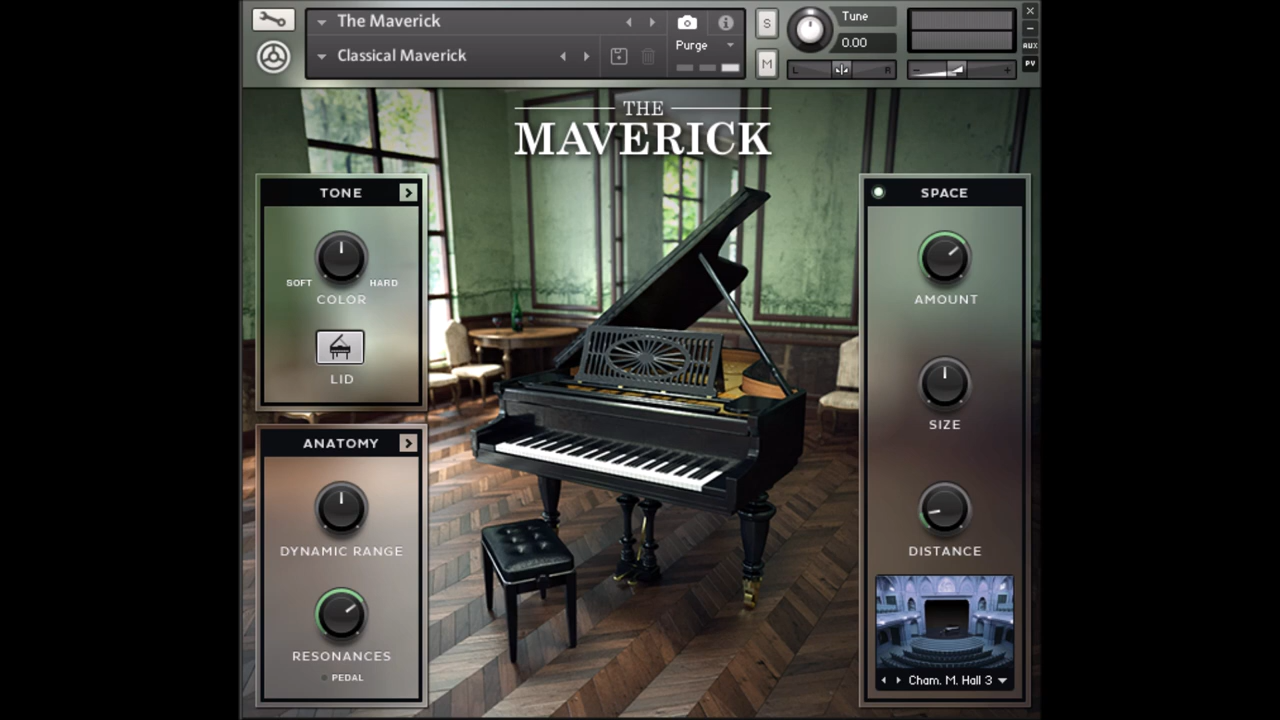 The Maverick
Classical Maverick
Purge
S
M
Tune
0.00
L R
- +
×
-
AUX
PV
THE
MAVERICK
TONE
SOFT HARD
COLOR
LID
ANATOMY
DYNAMIC RANGE
RESONANCES
PEDAL
SPACE
AMOUNT
SIZE
DISTANCE
Cham. M. Hall 3